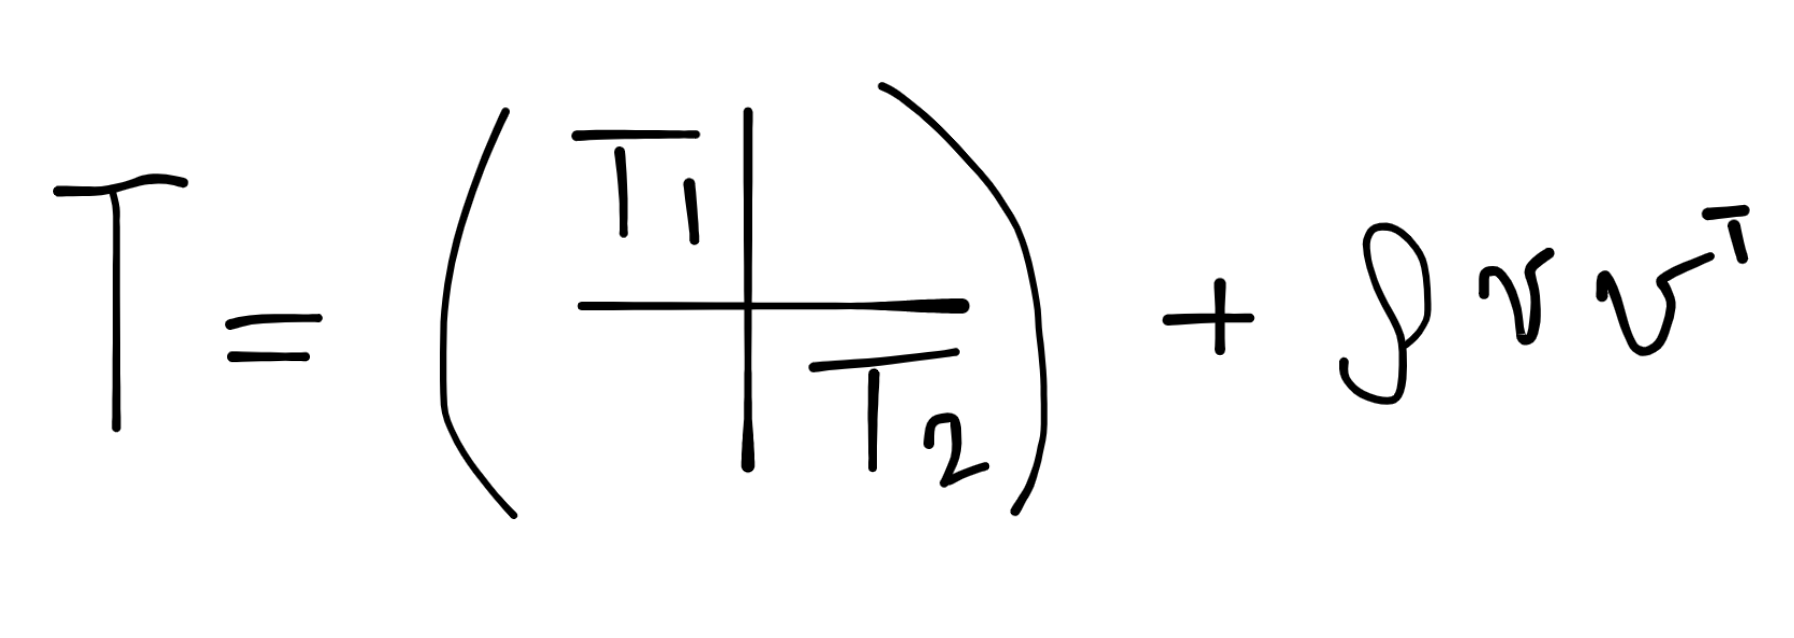 T = ( T₁ | T₂ ) + ρ v vᵀ